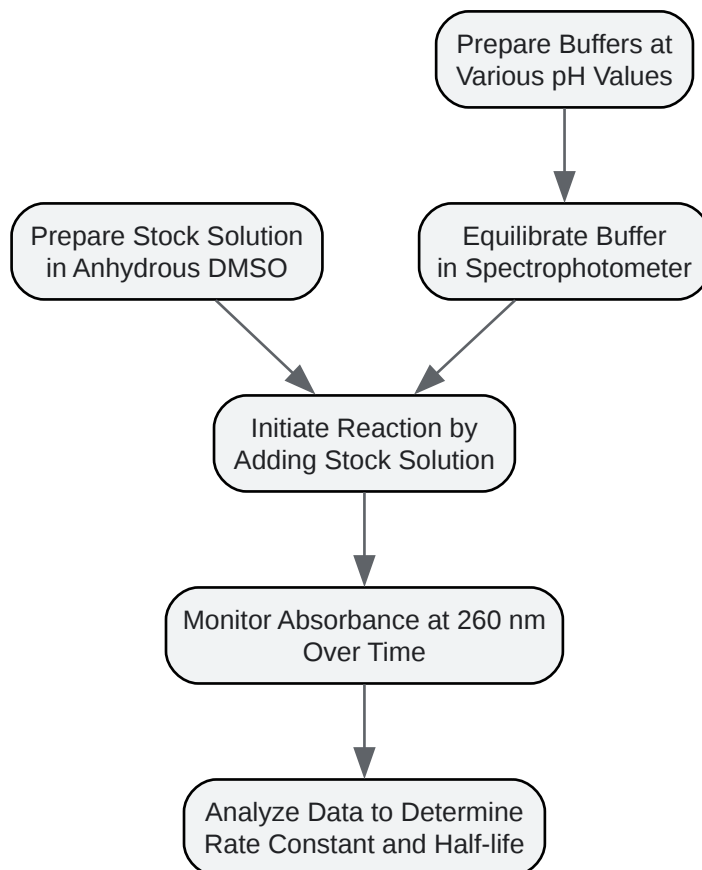 Prepare Buffers at
Various pH Values
Prepare Stock Solution
in Anhydrous DMSO
Equilibrate Buffer
in Spectrophotometer
Initiate Reaction by
Adding Stock Solution
Monitor Absorbance at 260 nm
Over Time
Analyze Data to Determine
Rate Constant and Half-life